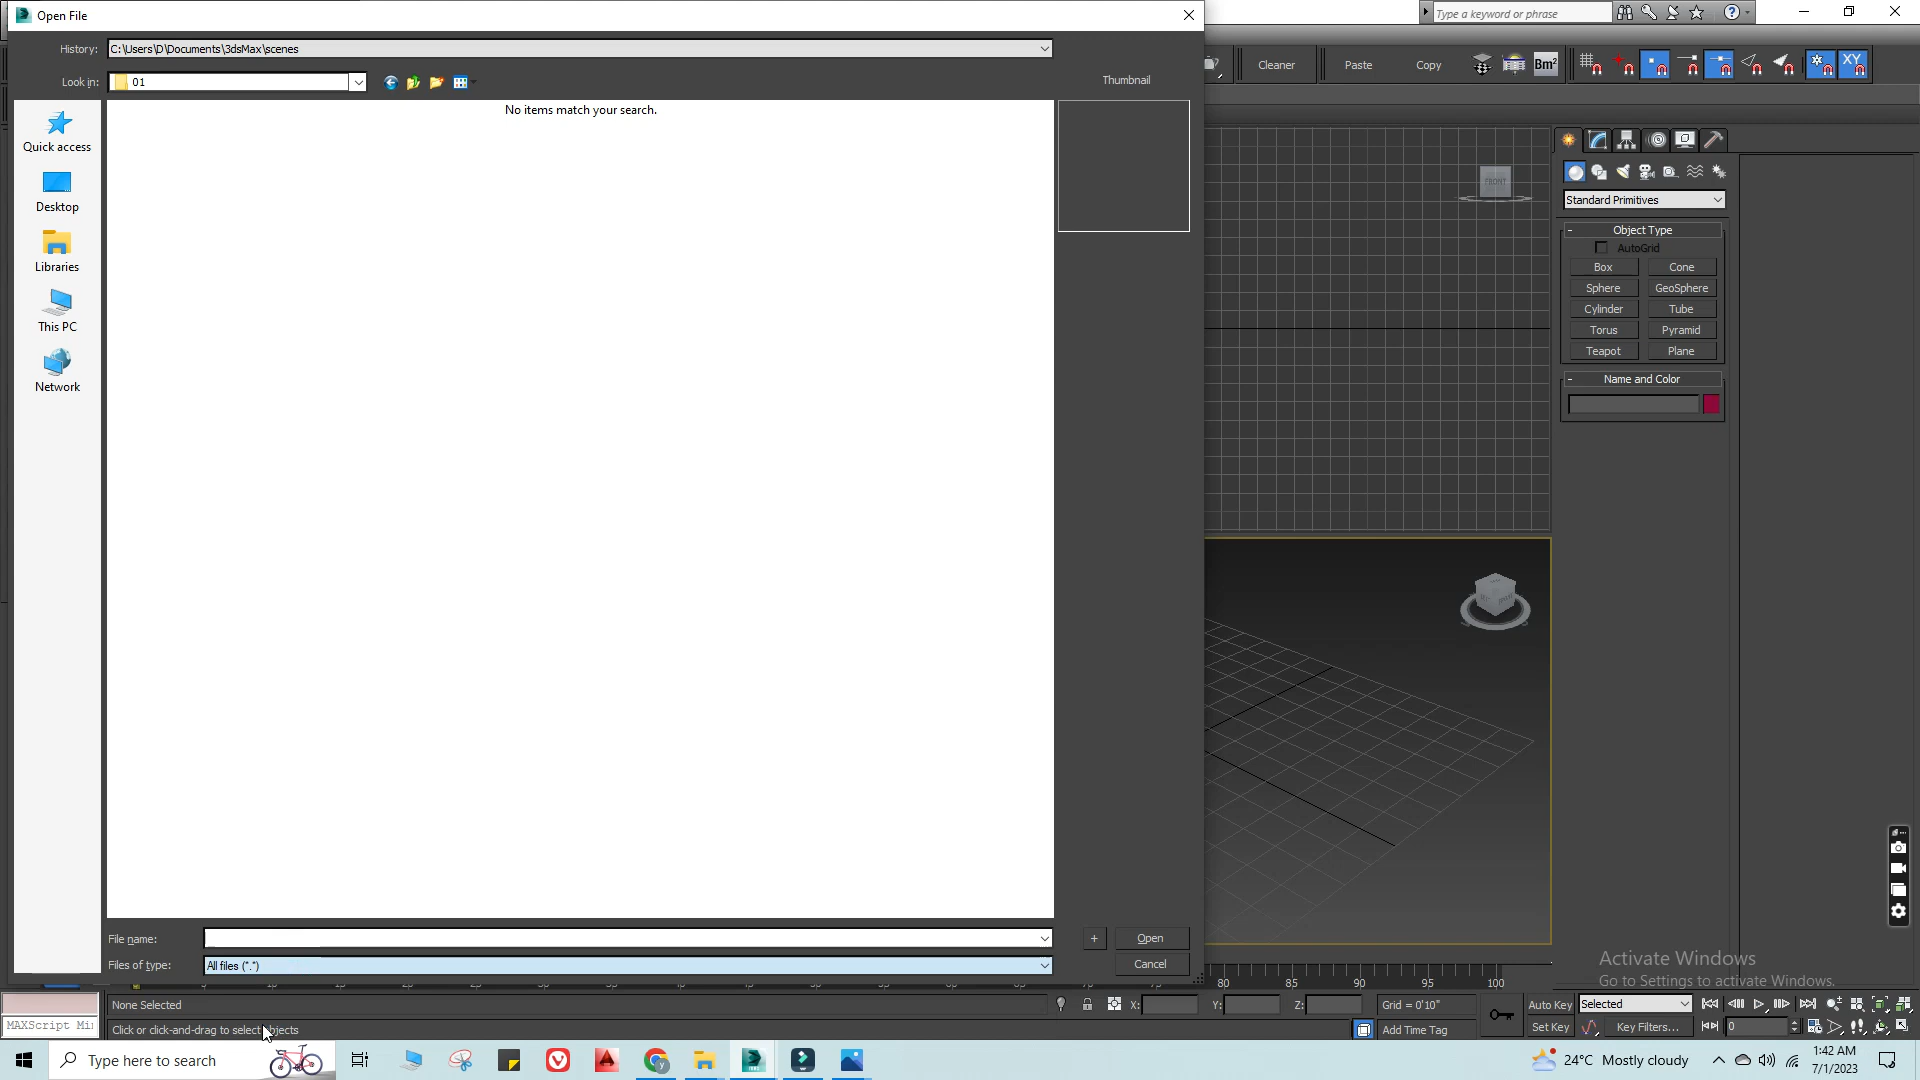 Open File
Type a keyword or phrase
History:
C:\Users\D\Documents\3dsMax\scenes
Look in:
01
Thumbnail
Cleaner
Paste
Copy
Bm²
XY
No items match your search.
Quick access
Desktop
Libraries
This PC
Network
FRONT
Standard Primitives
- Object Type
AutoGrid
Box
Cone
Sphere
GeoSphere
Cylinder
Tube
Torus
Pyramid
Teapot
Plane
- Name and Color
File name:
+
Open
Files of type:
All files (*.*)
Cancel
Activate Windows
Go to Settings to activate Windows.
80 85 90 95 100
None Selected
X:
Y:
Z:
Grid = 0'10"
Auto Key
Selected
MAXScript Mi
Click or click-and-drag to select objects
Add Time Tag
Set Key
Key Filters...
0
Type here to search
24°C Mostly cloudy
1:42 AM
7/1/2023